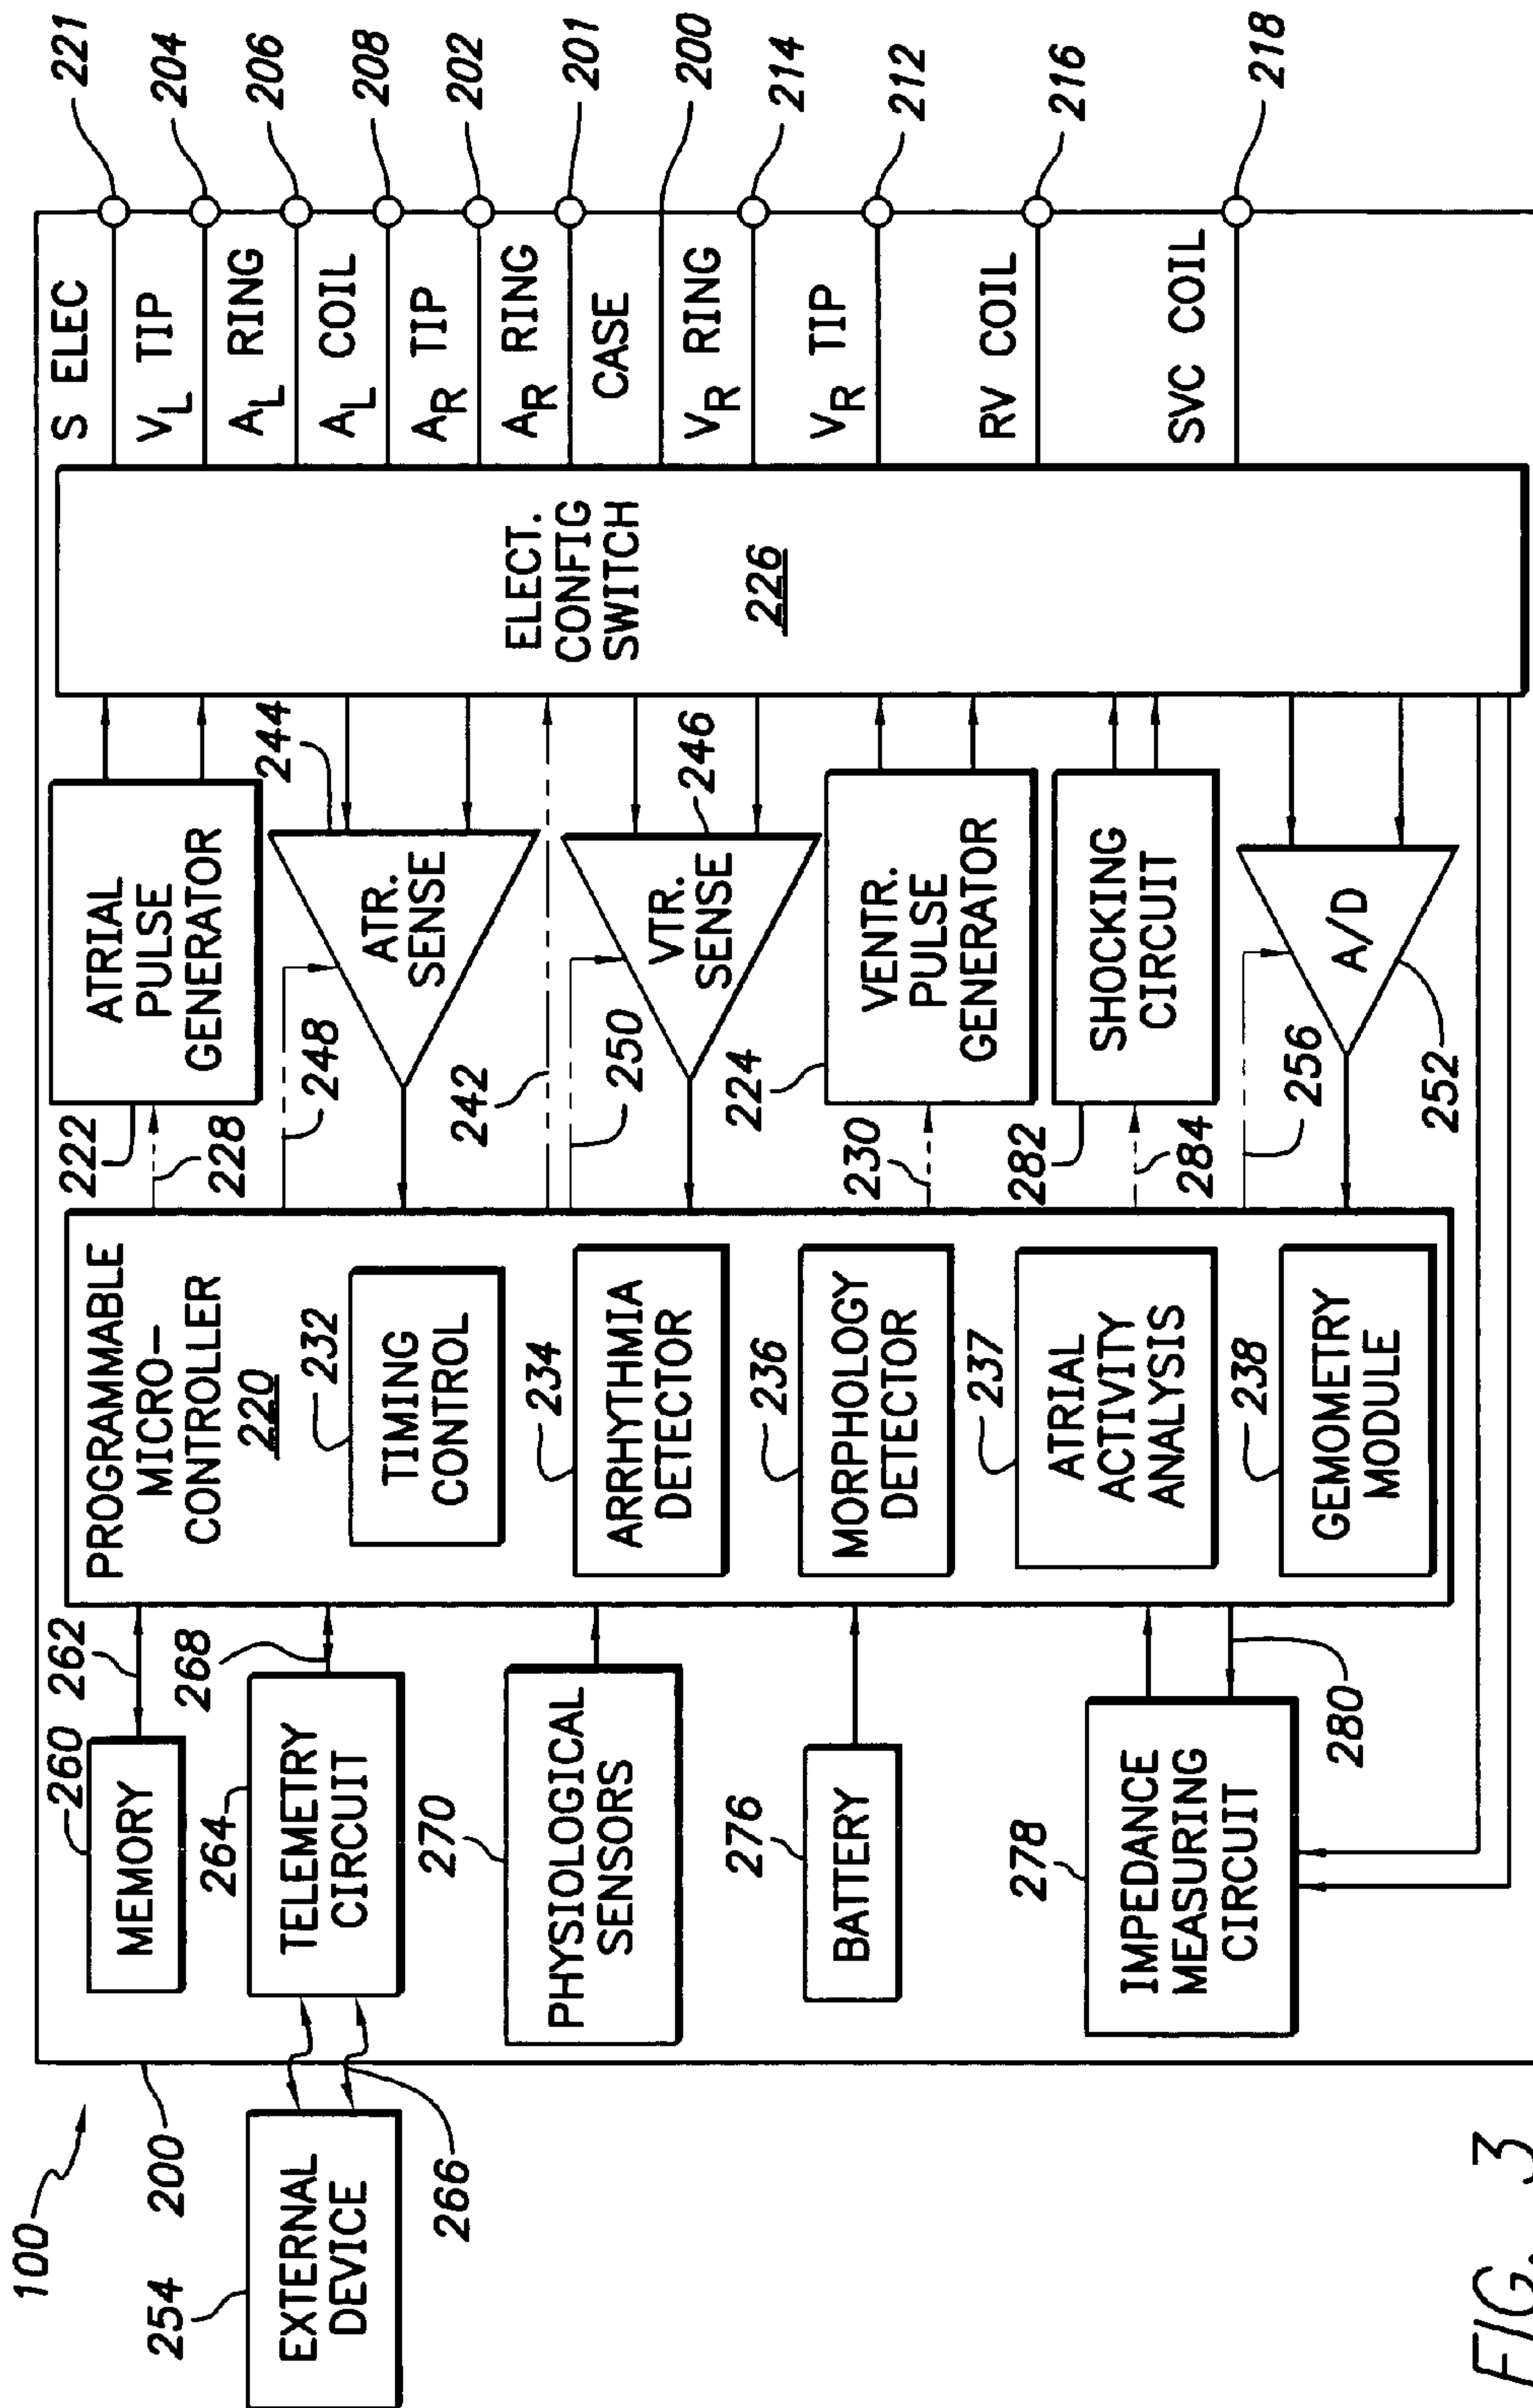 100
200
254
EXTERNAL
DEVICE
266
260
MEMORY
262
264
TELEMETRY
CIRCUIT
268
270
PHYSIOLOGICAL
SENSORS
276
BATTERY
278
IMPEDANCE
MEASURING
CIRCUIT
280
PROGRAMMABLE
MICRO-
CONTROLLER
220
232
TIMING
CONTROL
234
ARRHYTHMIA
DETECTOR
236
MORPHOLOGY
DETECTOR
237
ATRIAL
ACTIVITY
ANALYSIS
238
GEMOMETRY
MODULE
222
ATRIAL
PULSE
GENERATOR
228
244
ATR.
SENSE
248
242
250
VTR.
SENSE
246
224
VENTR.
PULSE
GENERATOR
230
282
SHOCKING
CIRCUIT
284
256
A/D
252
ELECT.
CONFIG
SWITCH
226
S ELEC
221
VL TIP
204
AL RING
206
AL COIL
208
AR TIP
202
AR RING
201
CASE
200
VR RING
214
VR TIP
212
RV COIL
216
SVC COIL
218
FIG. 3